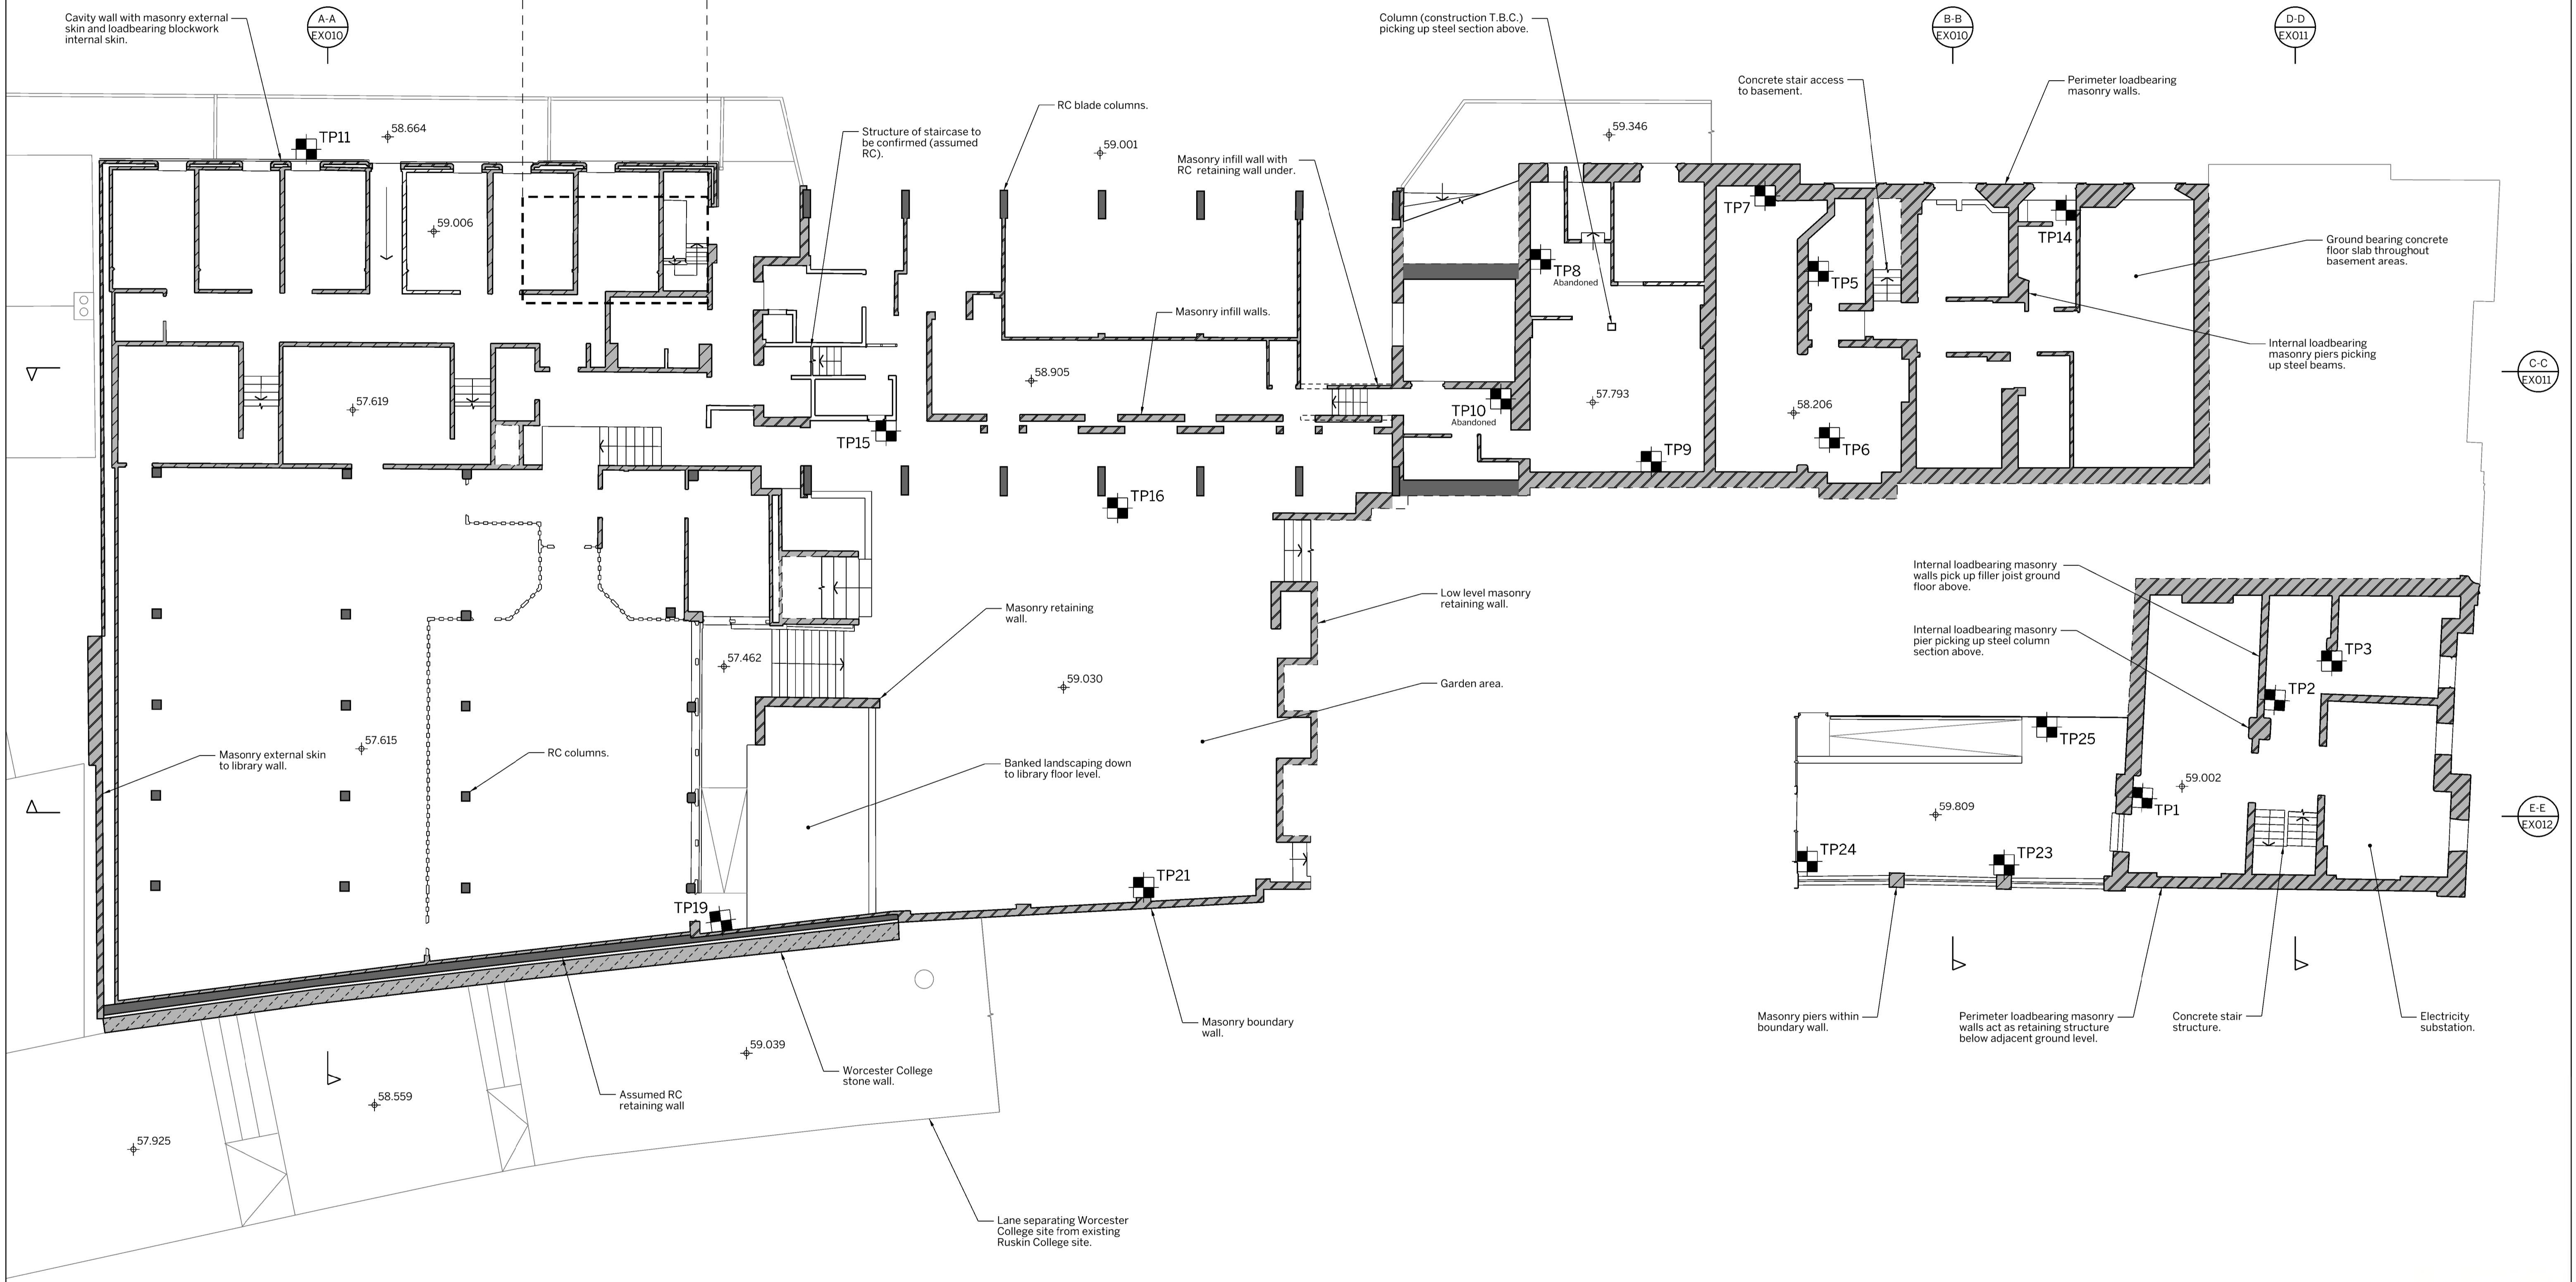 Cavity wall with masonry external
skin and loadbearing blockwork
internal skin.
A-A
EX010
Column (construction T.B.C.)
picking up steel section above.
B-B
EX010
D-D
EX011
Concrete stair access
to basement.
Perimeter loadbearing
masonry walls.
RC blade columns.
Structure of staircase to
be confirmed (assumed
RC).
Masonry infill wall with
RC retaining wall under.
TP11
58.664
59.001
59.346
59.006
TP7
TP14
TP8
Abandoned
TP5
Ground bearing concrete
floor slab throughout
basement areas.
Masonry infill walls.
Internal loadbearing
masonry piers picking
up steel beams.
C-C
EX011
58.905
57.619
57.793
58.206
TP10
Abandoned
TP15
TP9
TP6
TP16
Internal loadbearing masonry
walls pick up filler joist ground
floor above.
Low level masonry
retaining wall.
Masonry retaining
wall.
Internal loadbearing masonry
pier picking up steel column
section above.
57.462
59.030
Garden area.
TP3
TP2
57.615
Masonry external skin
to library wall.
RC columns.
Banked landscaping down
to library floor level.
TP25
59.002
59.809
TP1
E-E
EX012
TP24
TP23
TP21
TP19
Masonry piers within
boundary wall.
Perimeter loadbearing masonry
walls act as retaining structure
below adjacent ground level.
Concrete stair
structure.
Electricity
substation.
Masonry boundary
wall.
59.039
Worcester College
stone wall.
Assumed RC
retaining wall
58.559
57.925
Lane separating Worcester
College site from existing
Ruskin College site.